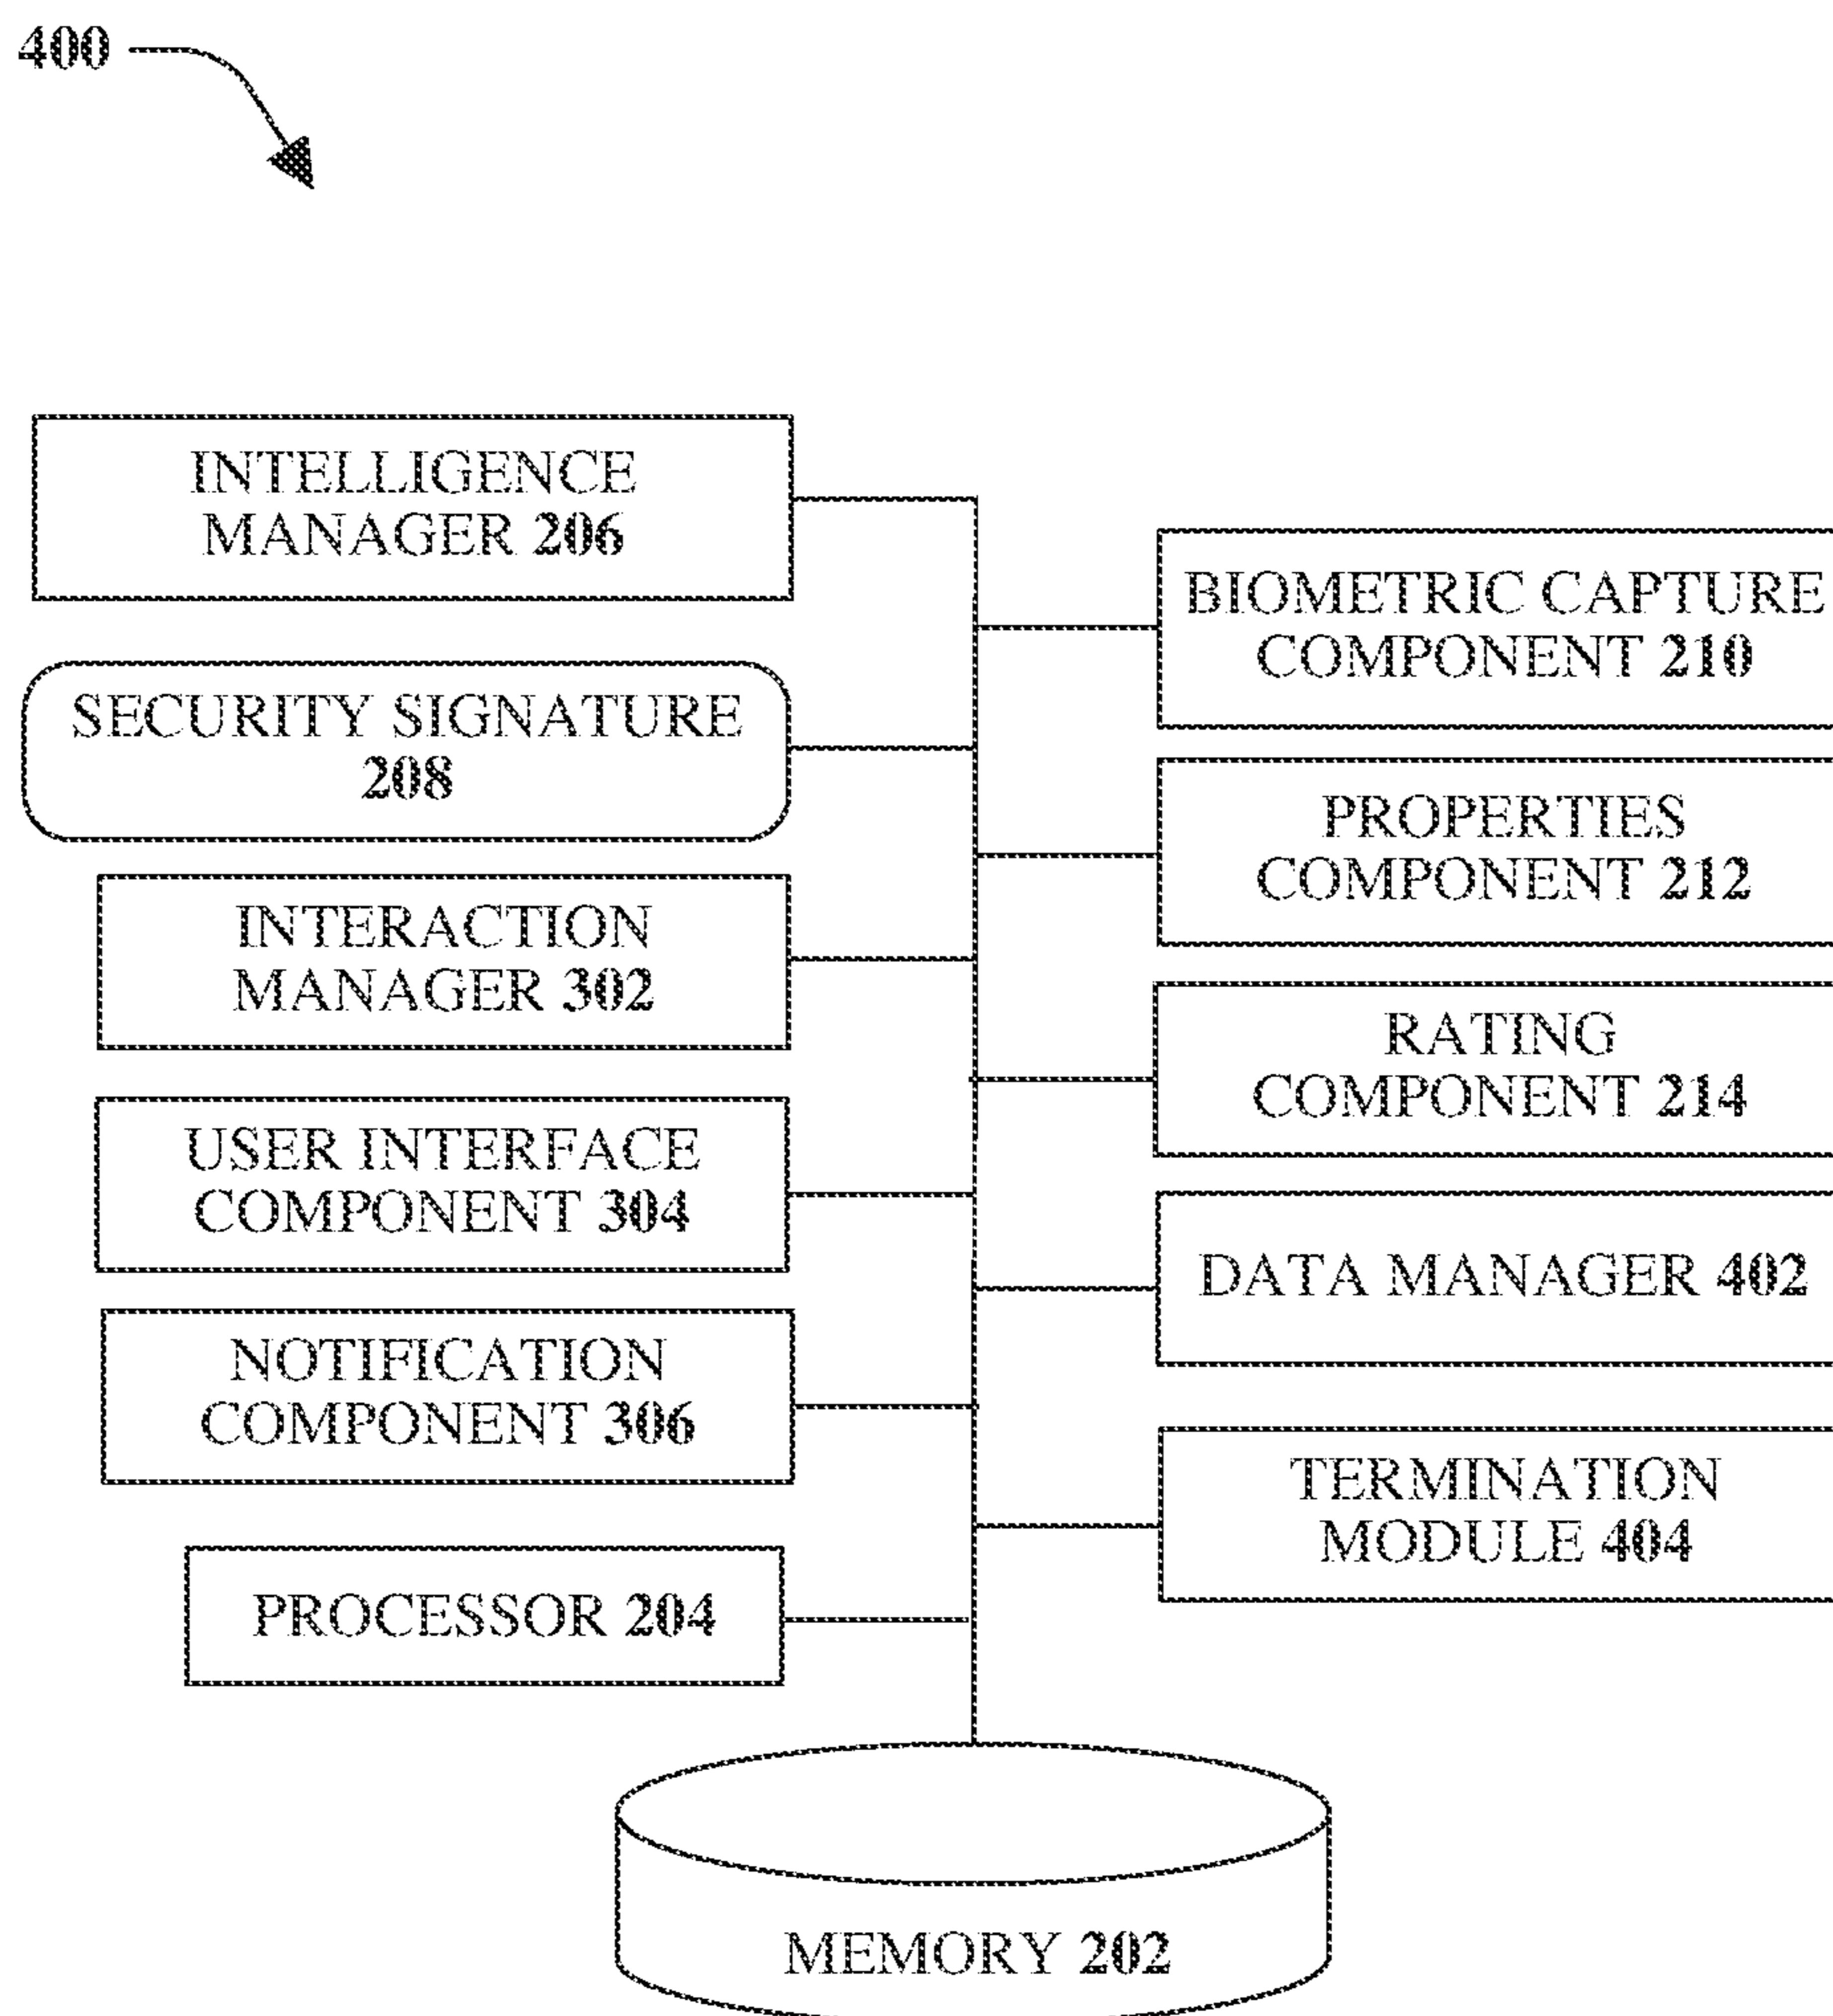 400
INTELLIGENCE
MANAGER 206
SECURITY SIGNATURE
208
INTERACTION
MANAGER 302
USER INTERFACE
COMPONENT 304
NOTIFICATION
COMPONENT 306
PROCESSOR 204
BIOMETRIC CAPTURE
COMPONENT 210
PROPERTIES
COMPONENT 212
RATING
COMPONENT 214
DATA MANAGER 402
TERMINATION
MODULE 404
MEMORY 202